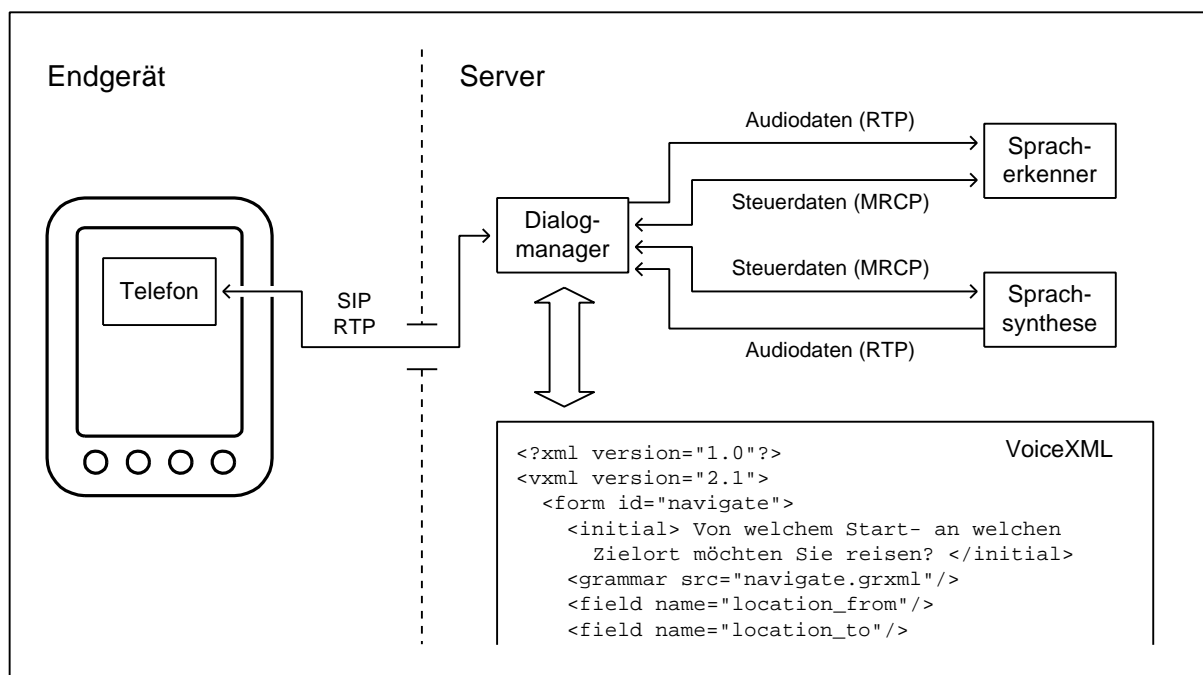 Endgerät
Server
Audiodaten (RTP)
Sprach-
erkenner
Steuerdaten (MRCP)
Dialog-
manager
Steuerdaten (MRCP)
Sprach-
synthese
Audiodaten (RTP)
Telefon
SIP
RTP
VoiceXML
<?xml version="1.0"?>
<vxml version="2.1">
<form id="navigate">
<initial> Von welchem Start- an welchen
Zielort möchten Sie reisen? </initial>
<grammar src="navigate.grxml"/>
<field name="location_from"/>
<field name="location_to"/>